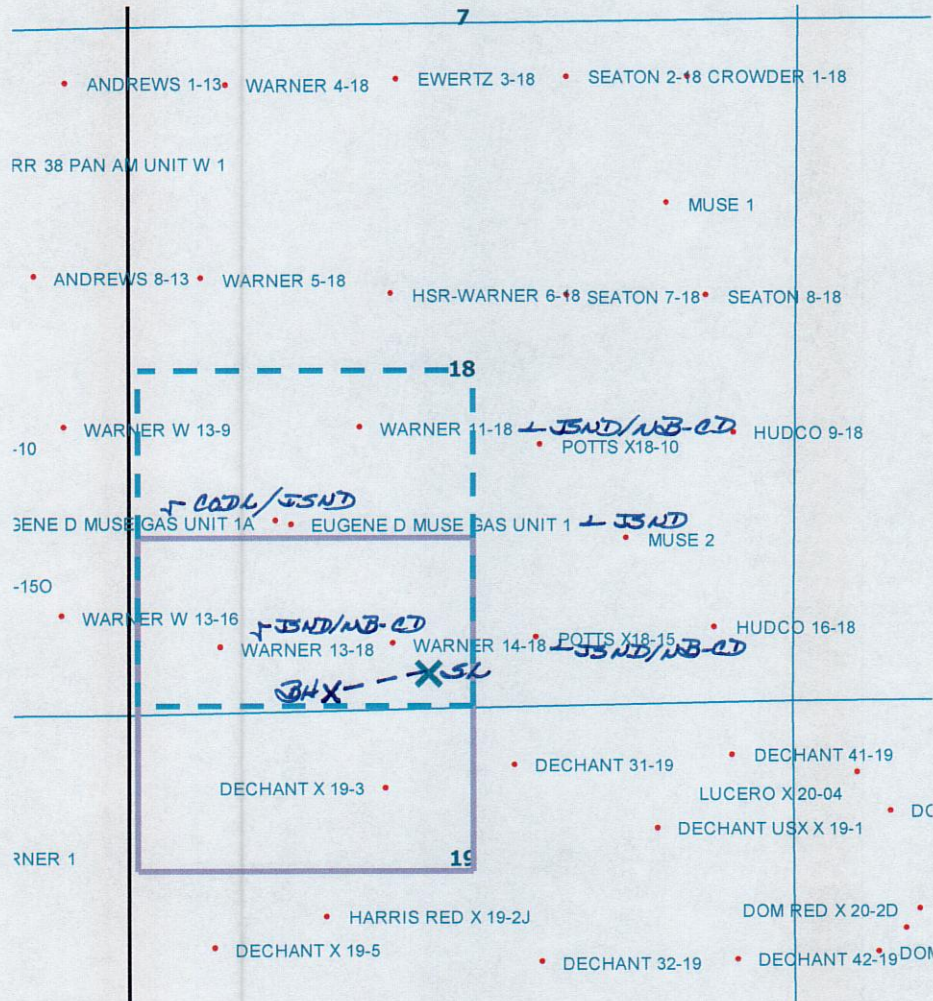 7
ANDREWS 1-13 WARNER 4-18 EWERTZ 3-18 SEATON 2-18 CROWDER 1-18
RR 38 PAN AM UNIT W 1
MUSE 1
ANDREWS 8-13 WARNER 5-18 HSR-WARNER 6-18 SEATON 7-18 SEATON 8-18
18
WARNER W 13-9 WARNER 11-18 JSND/NB-CD HUDCO 9-18
-10 POTTS X18-10
CODL/JSND
GENE D MUSE GAS UNIT 1A EUGENE D MUSE GAS UNIT 1 JSND
MUSE 2
-15O
WARNER W 13-16 JSND/NB-CD HUDCO 16-18
WARNER 13-18 WARNER 14-18 POTTS X18-15 JSND/NB-CD
BH X X SL
DECHANT 31-19 DECHANT 41-19
DECHANT X 19-3 LUCERO X 20-04
DO
DECHANT USX X 19-1
RNER 1 19
HARRIS RED X 19-2J DOM RED X 20-2D
DECHANT X 19-5 DECHANT 32-19 DECHANT 42-19 DOM